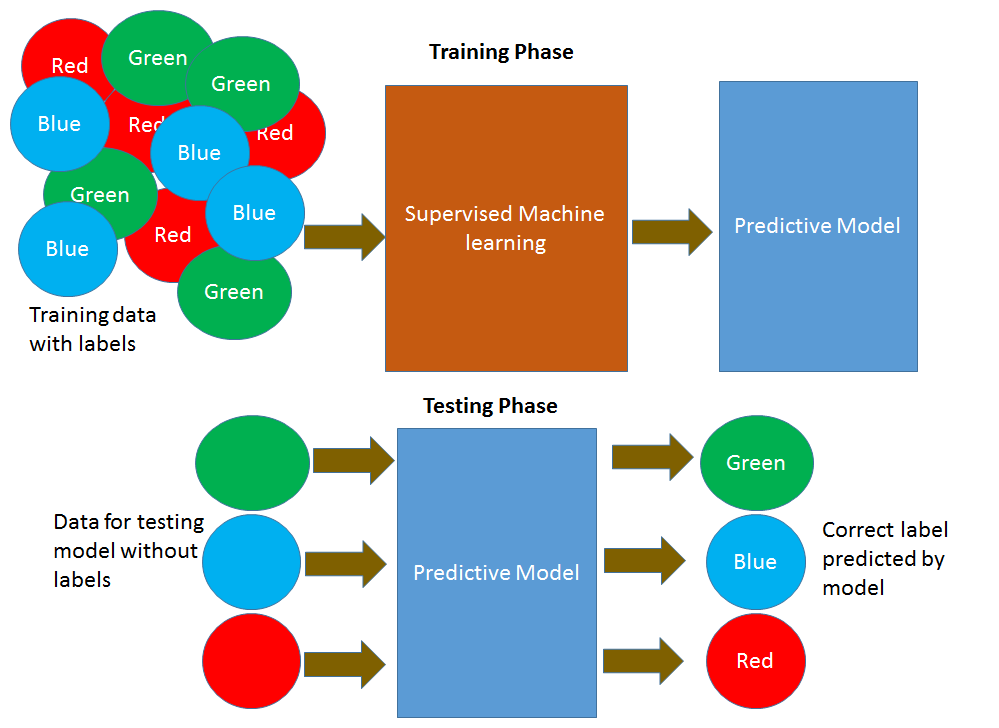 Training Phase
Red
Green
Green
Blue
Red
Blue
Red
Green
Blue
Red
Blue
Green
Training data
with labels
Supervised Machine
learning
Predictive Model
Testing Phase
Data for testing
model without
labels
Predictive Model
Green
Blue
Red
Correct label
predicted by
model